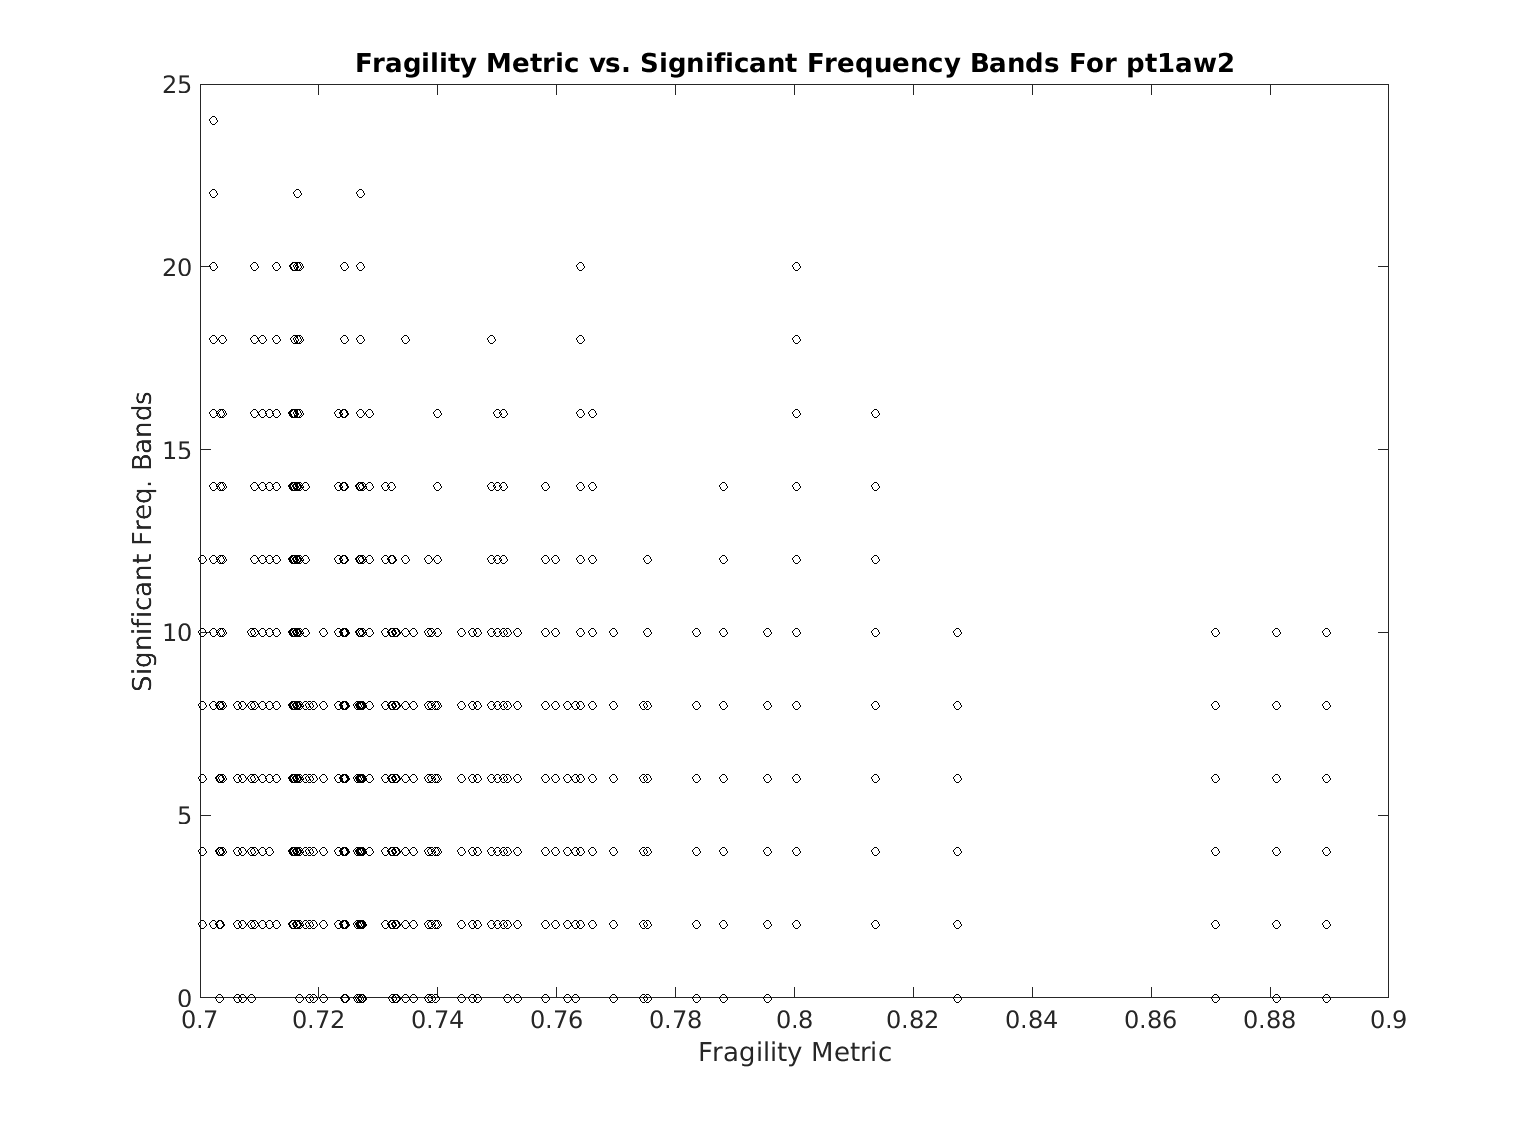 Fragility Metric vs. Significant Frequency Bands For pt1aw2
25
20
15
10
5
0
Significant Freq. Bands
0.7 0.72 0.74 0.76 0.78 0.8 0.82 0.84 0.86 0.88 0.9
Fragility Metric